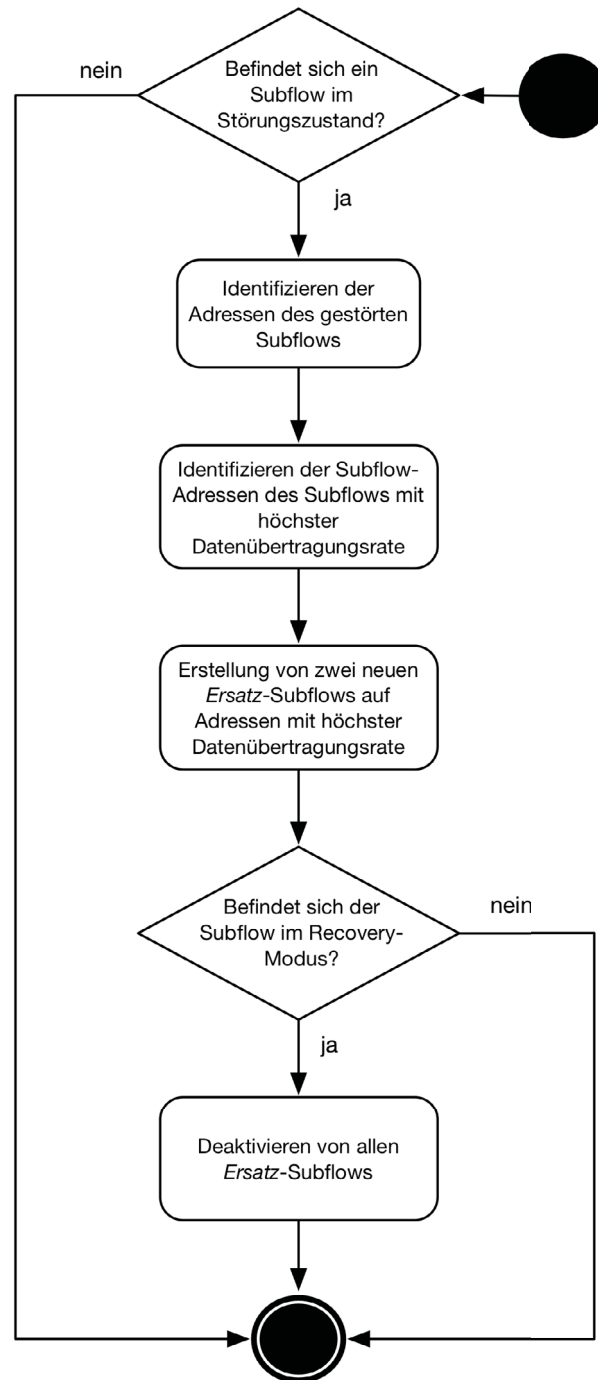 nein
Befindet sich ein
Subflow im
Störungszustand?
ja
Identifizieren der
Adressen des gestörten
Subflows
Identifizieren der Subflow-
Adressen des Subflows mit
höchster
Datenübertragungsrate
Erstellung von zwei neuen
Ersatz-Subflows auf
Adressen mit höchster
Datenübertragungsrate
Befindet sich der
Subflow im Recovery-
Modus?
nein
ja
Deaktivieren von allen
Ersatz-Subflows